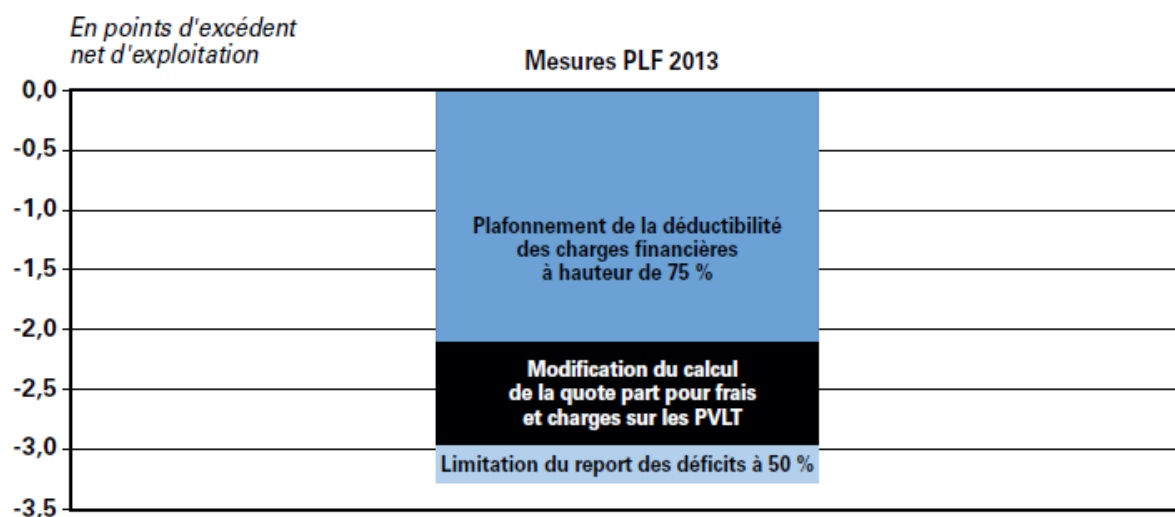 En points d'excédent
net d'exploitation
Mesures PLF 2013
0,0
-0,5
-1,0
Plafonnement de la déductibilité
des charges financières
-1,5
à hauteur de 75 %
-2,0
Modification du calcul
-2,5
de la quote part pour frais
et charges sur les PVLT
-3,0
Limitation du report des déficits à 50 %
-3,5